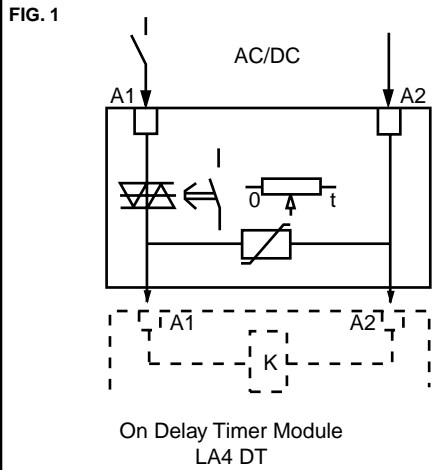 FIG. 1
AC/DC
A1 A2
0 t
A1 A2
K
On Delay Timer Module
LA4 DT